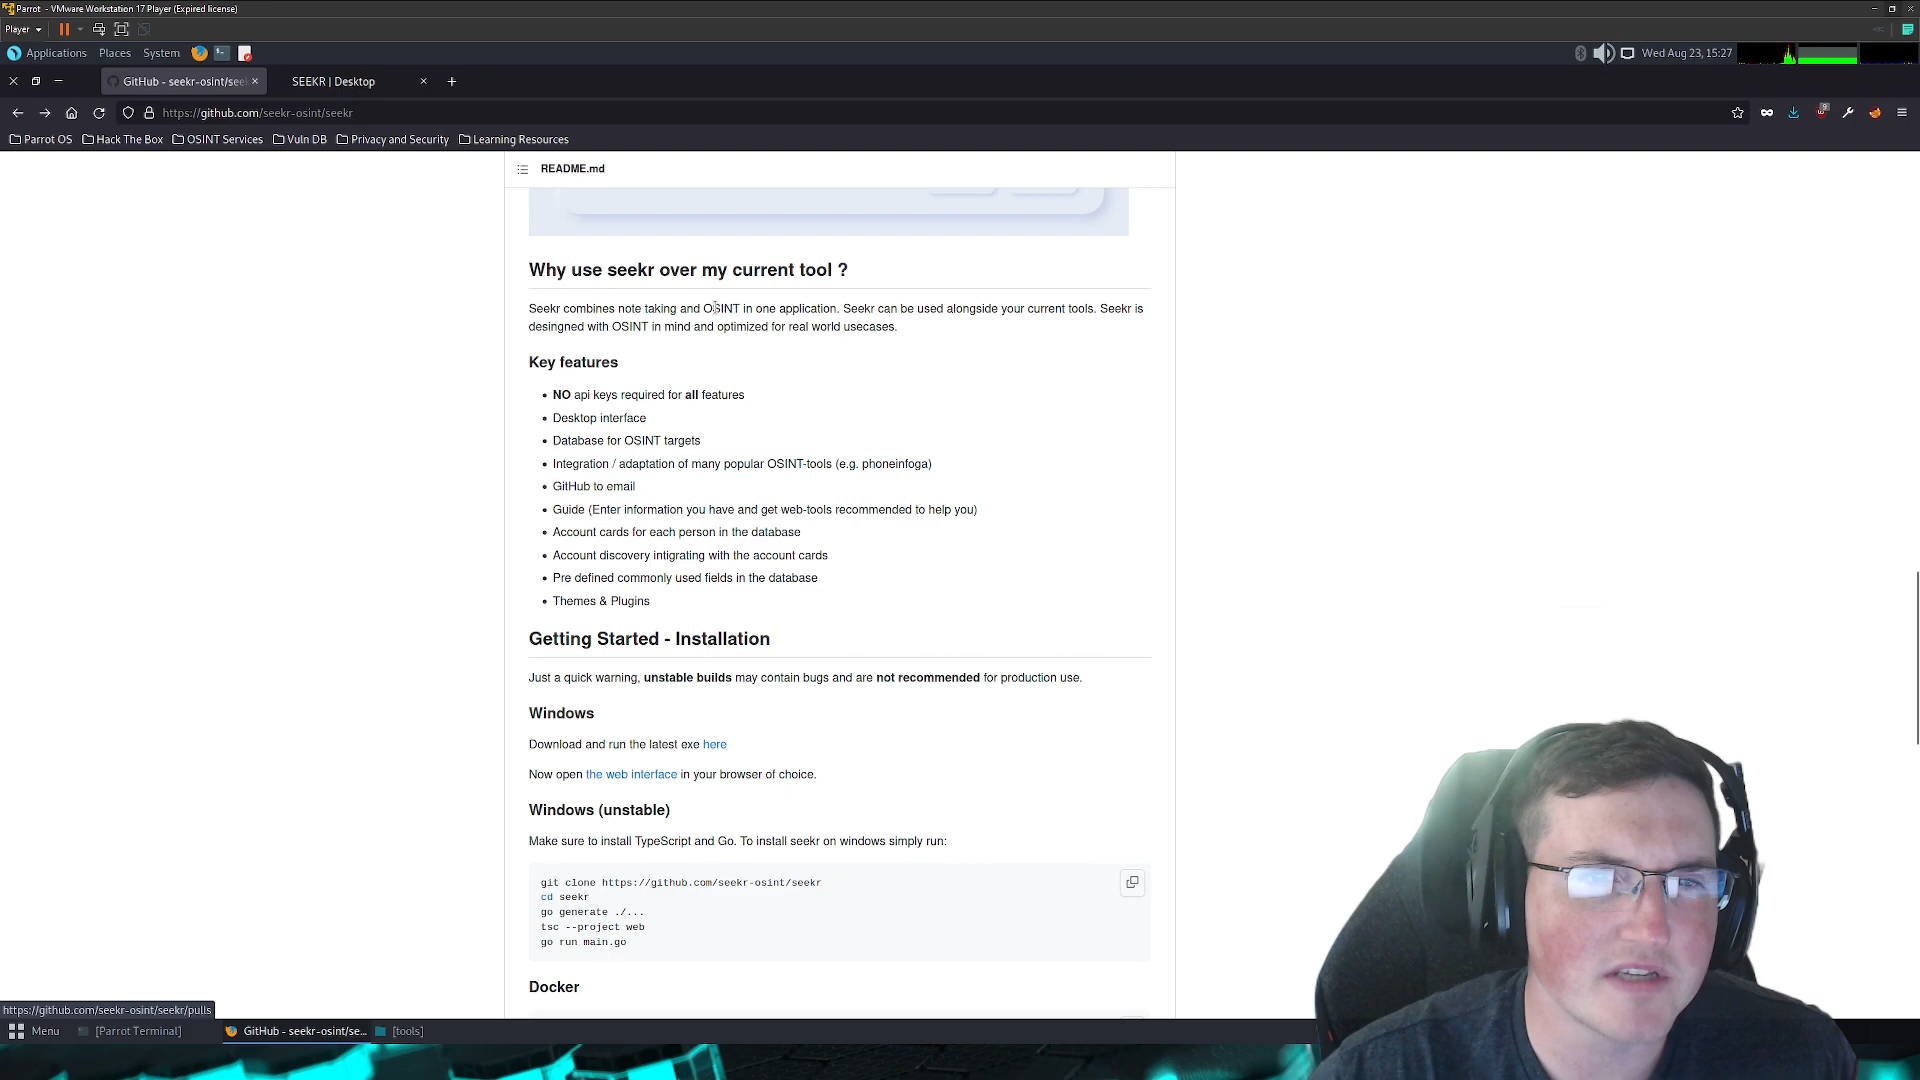 Parrot - VMware Workstation 17 Player (Expired license)
Player
Applications Places System
Wed Aug 23, 15:27
GitHub - seekr-osint/seek
SEEKR | Desktop
https://github.com/seekr-osint/seekr
9
Parrot OS Hack The Box OSINT Services Vuln DB Privacy and Security Learning Resources
README.md
Why use seekr over my current tool ?
Seekr combines note taking and OSINT in one application. Seekr can be used alongside your current tools. Seekr is
desingned with OSINT in mind and optimized for real world usecases.
Key features
NO api keys required for all features
Desktop interface
Database for OSINT targets
Integration / adaptation of many popular OSINT-tools (e.g. phoneinfoga)
GitHub to email
Guide (Enter information you have and get web-tools recommended to help you)
Account cards for each person in the database
Account discovery intigrating with the account cards
Pre defined commonly used fields in the database
Themes & Plugins
Getting Started - Installation
Just a quick warning, unstable builds may contain bugs and are not recommended for production use.
Windows
Download and run the latest exe here
Now open the web interface in your browser of choice.
Windows (unstable)
Make sure to install TypeScript and Go. To install seekr on windows simply run:
git clone https://github.com/seekr-osint/seekr
cd seekr
go generate ./...
tsc --project web
go run main.go
Docker
https://github.com/seekr-osint/seekr/pulls
Menu [Parrot Terminal] GitHub - seekr-osint/se... [tools]